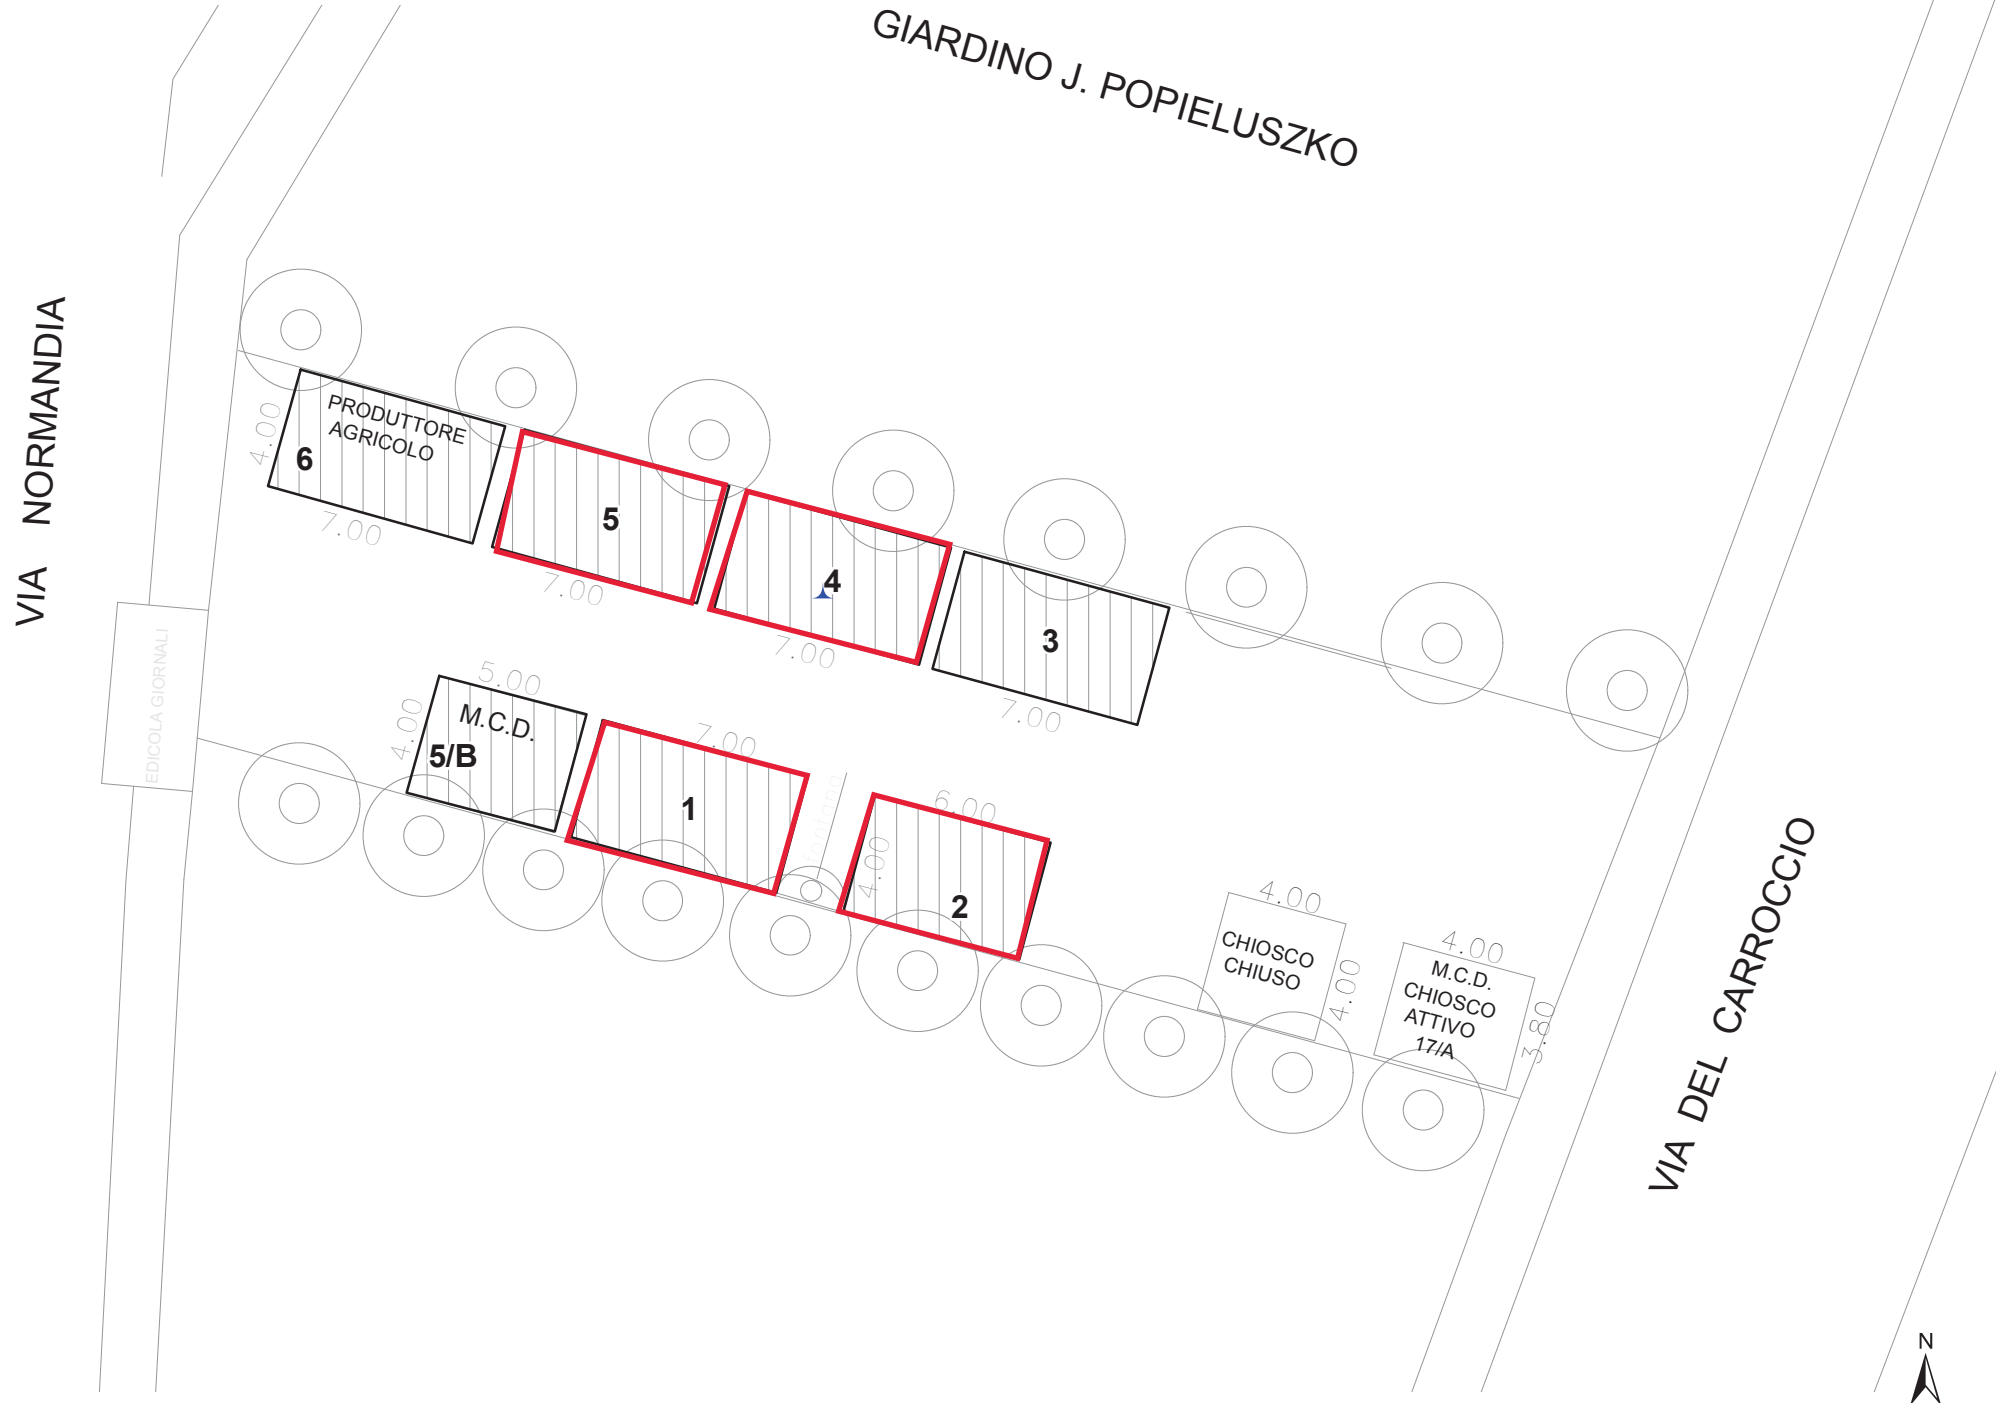 GIARDINO J. POPIELUSZKO
VIA NORMANDIA
PRODUTTORE
AGRICOLO
6
4.00
7.00
5
7.00
4
7.00
3
7.00
EDICOLA GIORNALI
5.00
M.C.D.
4.00
5/B
7.00
1
fontana
6.00
4.00
2
4.00
CHIOSCO
CHIUSO
4.00
4.00
M.C.D.
CHIOSCO
ATTIVO
17/A
3.80
VIA DEL CARROCCIO
N